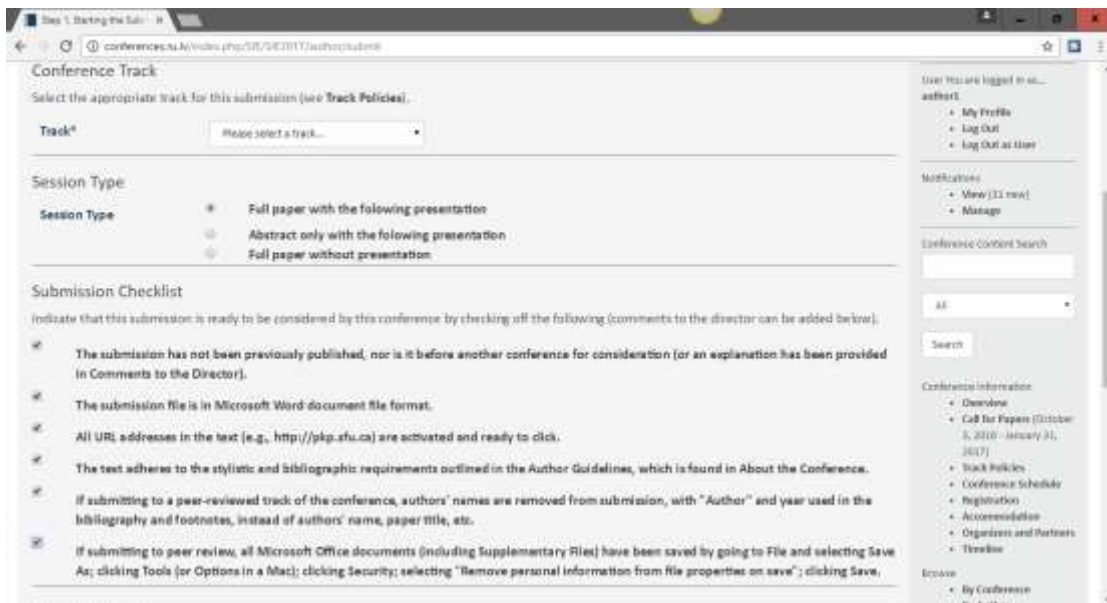 Step 1. Starting the Sub
conferences.ru.lv/index.php/SIE/SIE2017/author/submit
Conference Track
Select the appropriate track for this submission (see Track Policies).
Track*
Please select a track...
Session Type
Session Type
Full paper with the folowing presentation
Abstract only with the folowing presentation
Full paper without presentation
Submission Checklist
Indicate that this submission is ready to be considered by this conference by checking off the following (comments to the director can be added below).
The submission has not been previously published, nor is it before another conference for consideration (or an explanation has been provided
in Comments to the Director).
The submission file is in Microsoft Word document file format.
All URL addresses in the text (e.g., http://pkp.sfu.ca) are activated and ready to click.
The text adheres to the stylistic and bibliographic requirements outlined in the Author Guidelines, which is found in About the Conference.
If submitting to a peer-reviewed track of the conference, authors' names are removed from submission, with "Author" and year used in the
bibliography and footnotes, instead of authors' name, paper title, etc.
If submitting to peer review, all Microsoft Office documents (including Supplementary Files) have been saved by going to File and selecting Save
As; clicking Tools (or Options in a Mac); clicking Security; selecting "Remove personal information from file properties on save"; clicking Save.
User You are logged in as...
author1
My Profile
Log Out
Log Out as User
Notifications
View (31 new)
Manage
Conference Content Search
All
Search
Conference Information
Overview
Call for Papers (October
3, 2016 - January 31,
2017)
Track Policies
Conference Schedule
Registration
Accommodation
Organizers and Partners
Timeline
Browse
By Conference